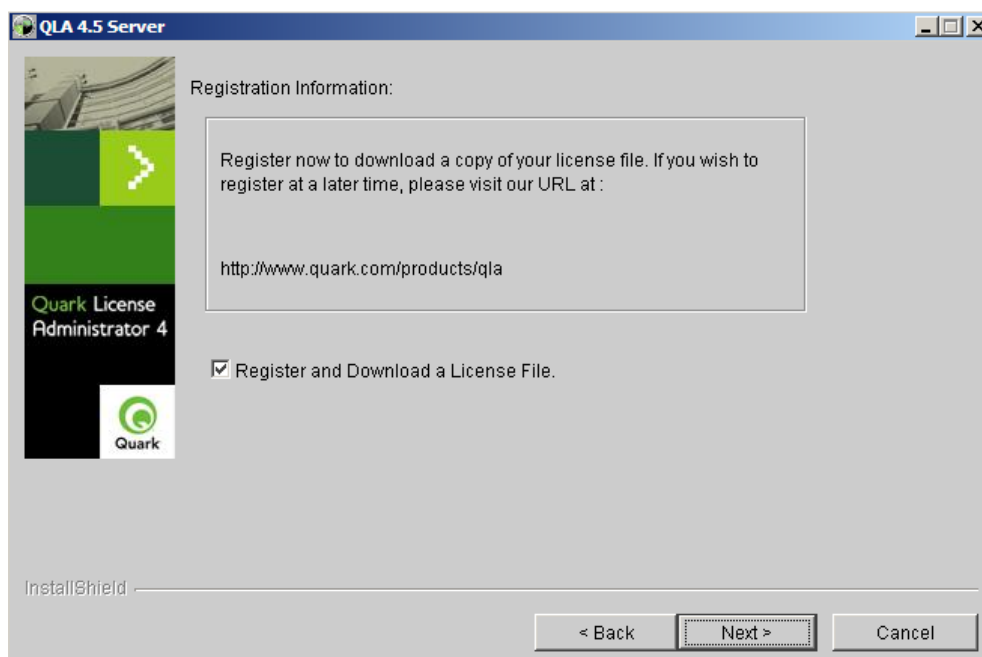 QLA 4.5 Server
Registration Information:
Register now to download a copy of your license file. If you wish to
register at a later time, please visit our URL at :
http://www.quark.com/products/qla
Quark License
Administrator 4
Register and Download a License File.
Quark
InstallShield
< Back
Next >
Cancel